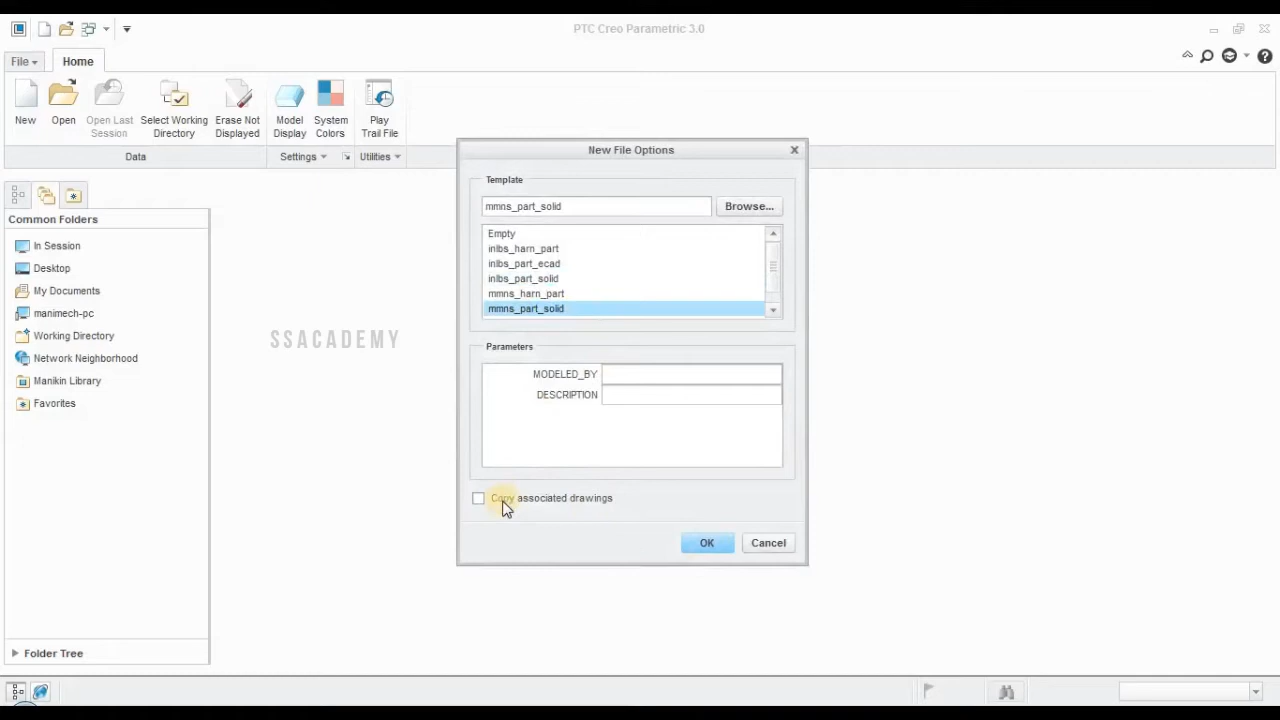 PTC Creo Parametric 3.0
File
Home
New
Open
Open Last
Session
Select Working
Directory
Erase Not
Displayed
Model
Display
System
Colors
Play
Trail File
Data
Settings
Utilities
Common Folders
In Session
Desktop
My Documents
manimech-pc
Working Directory
Network Neighborhood
Manikin Library
Favorites
Folder Tree
SSACADEMY
New File Options
Template
mmns_part_solid
Browse...
Empty
inlbs_harn_part
inlbs_part_ecad
inlbs_part_solid
mmns_harn_part
mmns_part_solid
Parameters
MODELED_BY
DESCRIPTION
Copy associated drawings
OK
Cancel